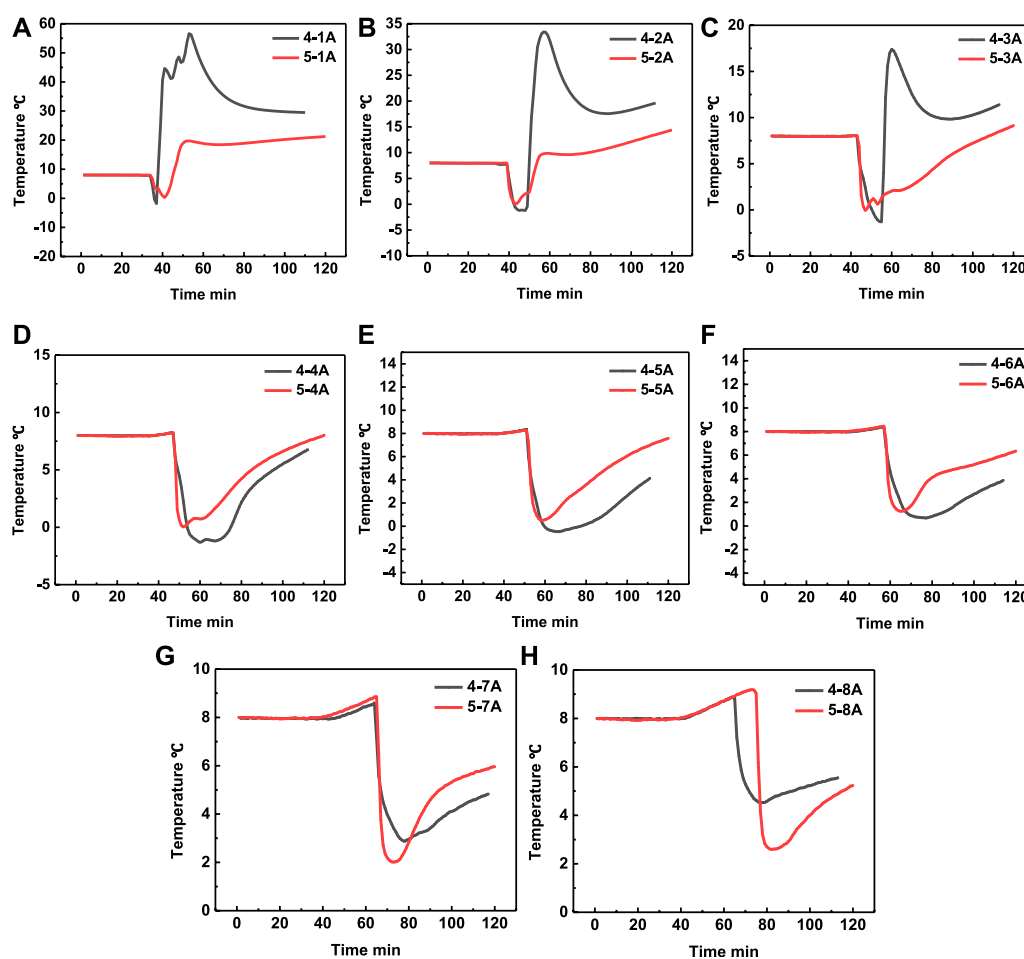 A
4-1A
5-1A
Temperature ℃
60
50
40
30
20
10
0
-10
-20
0 20 40 60 80 100 120
Time min
B
4-2A
5-2A
Temperature ℃
35
30
25
20
15
10
5
0
-5
-10
0 20 40 60 80 100 120
Time min
C
4-3A
5-3A
Temperature ℃
20
15
10
5
0
-5
0 20 40 60 80 100 120
Time min
D
4-4A
5-4A
Temperature ℃
15
10
5
0
-5
0 20 40 60 80 100 120
Time min
E
4-5A
5-5A
Temperature ℃
14
12
10
8
6
4
2
0
-2
-4
0 20 40 60 80 100 120
Time min
F
4-6A
5-6A
Temperature ℃
14
12
10
8
6
4
2
0
-2
-4
0 20 40 60 80 100 120
Time min
G
4-7A
5-7A
Temperature ℃
10
8
6
4
2
0
0 20 40 60 80 100 120
Time min
H
4-8A
5-8A
Temperature ℃
10
8
6
4
2
0
0 20 40 60 80 100 120
Time min